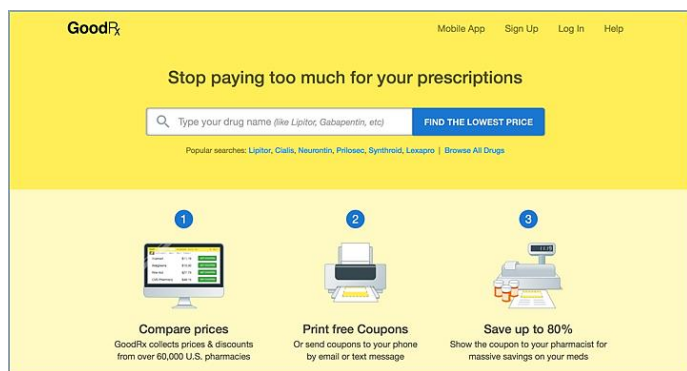 GoodRx
Mobile App Sign Up Log In Help
Stop paying too much for your prescriptions
Type your drug name (like Lipitor, Gabapentin, etc) FIND THE LOWEST PRICE
Popular searches: Lipitor, Cialis, Neurontin, Prilosec, Synthroid, Lexapro | Browse All Drugs
1
2
3
Compare prices
GoodRx collects prices & discounts
from over 60,000 U.S. pharmacies
Print free Coupons
Or send coupons to your phone
by email or text message
Save up to 80%
Show the coupon to your pharmacist for
massive savings on your meds